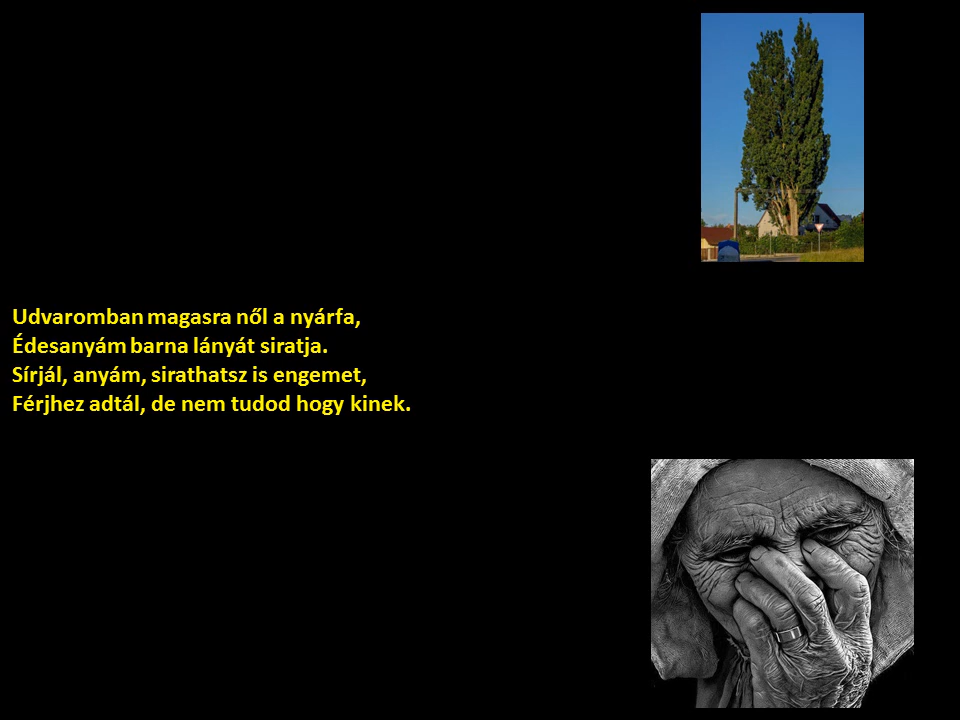 Udvaromban magasra nől a nyárfa,
Édesanyám barna lányát siratja.
Sírjál, anyám, sirathatsz is engemet,
Férjhez adtál, de nem tudod hogy kinek.